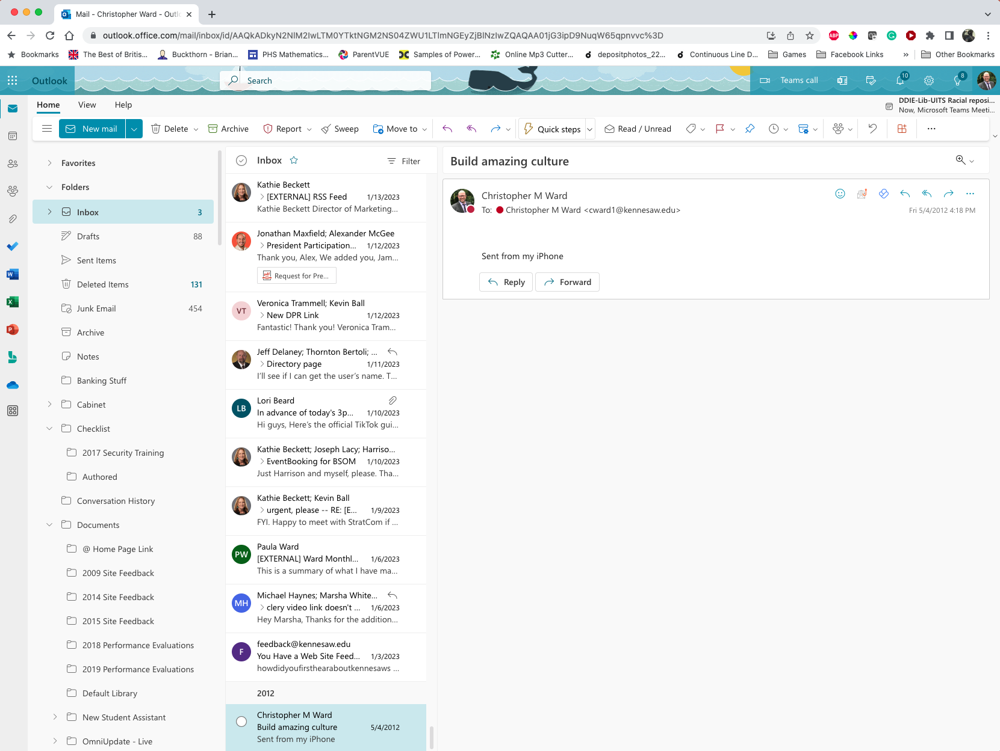 Mail - Christopher Ward - Outlo
outlook.office.com/mail/inbox/id/AAQkADkyN2NlM2IwLTM0YTktNGM2NS04ZWU1LTlmNGEyZjBlNzIwZQAQAA01jG3ipD9NuqW65qpnvvc%3D
Bookmarks The Best of Britis... Buckthorn - Brian... PHS Mathematics... ParentVUE Samples of Power... Online Mp3 Cutter... depositphotos_22... Continuous Line D... Games Facebook Links » Other Bookmarks
Outlook Search Teams call 10 8
Home View Help
DDIE-Lib-UITS Racial reposi...
Now, Microsoft Teams Meeti...
New mail Delete Archive Report Sweep Move to Quick steps Read / Unread
Favorites
Folders
Inbox 3
Drafts 88
Sent Items
Deleted Items 131
Junk Email 454
Archive
Notes
Banking Stuff
Cabinet
Checklist
2017 Security Training
Authored
Conversation History
Documents
@ Home Page Link
2009 Site Feedback
2014 Site Feedback
2015 Site Feedback
2018 Performance Evaluations
2019 Performance Evaluations
Default Library
New Student Assistant
OmniUpdate - Live
Inbox Filter
Kathie Beckett
[EXTERNAL] RSS Feed 1/13/2023
Kathie Beckett Director of Marketing...
Jonathan Maxfield; Alexander McGee
President Participation... 1/12/2023
Thank you, Alex, We added you, Jam...
Request for Pre...
VT
Veronica Trammell; Kevin Ball
New DPR Link 1/12/2023
Fantastic! Thank you! Veronica Tram...
Jeff Delaney; Thornton Bertoli; ...
Directory page 1/11/2023
I'll see if I can get the user's name. T...
LB
Lori Beard
In advance of today's 3p... 1/10/2023
Hi guys, Here's the official TikTok gui...
Kathie Beckett; Joseph Lacy; Harriso...
EventBooking for BSOM 1/10/2023
Just Harrison and myself, please. Tha...
Kathie Beckett; Kevin Ball
urgent, please -- RE: [E... 1/9/2023
FYI. Happy to meet with StratCom if ...
PW
Paula Ward
[EXTERNAL] Ward Monthl... 1/6/2023
This is a summary of what I have ma...
MH
Michael Haynes; Marsha White...
clery video link doesn't ... 1/6/2023
Hey Marsha, Thanks for the addition...
F
feedback@kennesaw.edu
You Have a Web Site Feed... 1/3/2023
howdidyoufirsthearaboutkennesaws ...
2012
Christopher M Ward
Build amazing culture 5/4/2012
Sent from my iPhone
Build amazing culture
Christopher M Ward
To: Christopher M Ward <cward1@kennesaw.edu>
Fri 5/4/2012 4:18 PM
Sent from my iPhone
Reply Forward